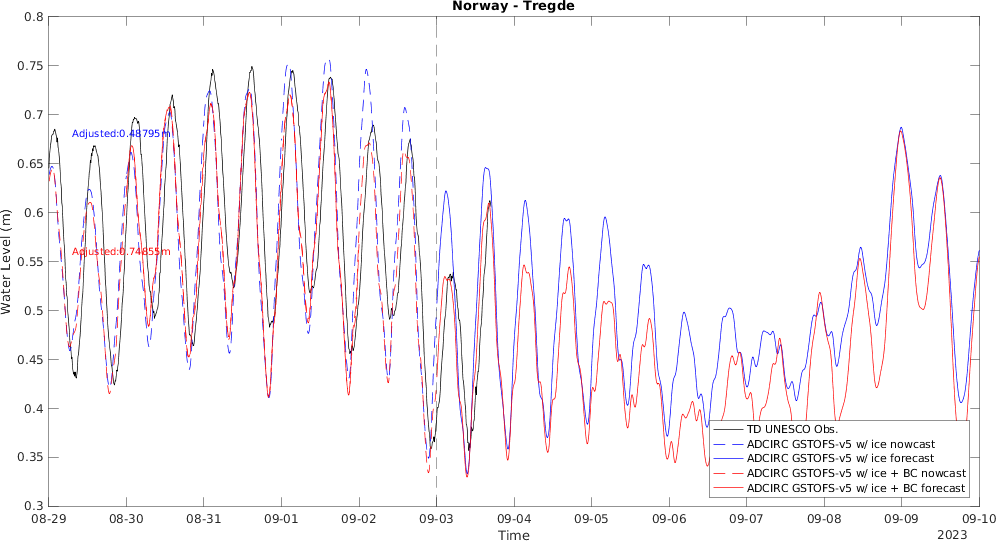 Norway - Tregde
Water Level (m)
0.8
0.75
0.7
0.65
0.6
0.55
0.5
0.45
0.4
0.35
0.3
Adjusted:0.48795m
Adjusted:0.74855m
TD UNESCO Obs.
ADCIRC GSTOFS-v5 w/ ice nowcast
ADCIRC GSTOFS-v5 w/ ice forecast
ADCIRC GSTOFS-v5 w/ ice + BC nowcast
ADCIRC GSTOFS-v5 w/ ice + BC forecast
08-29 08-30 08-31 09-01 09-02 09-03 09-04 09-05 09-06 09-07 09-08 09-09 09-10
Time
2023